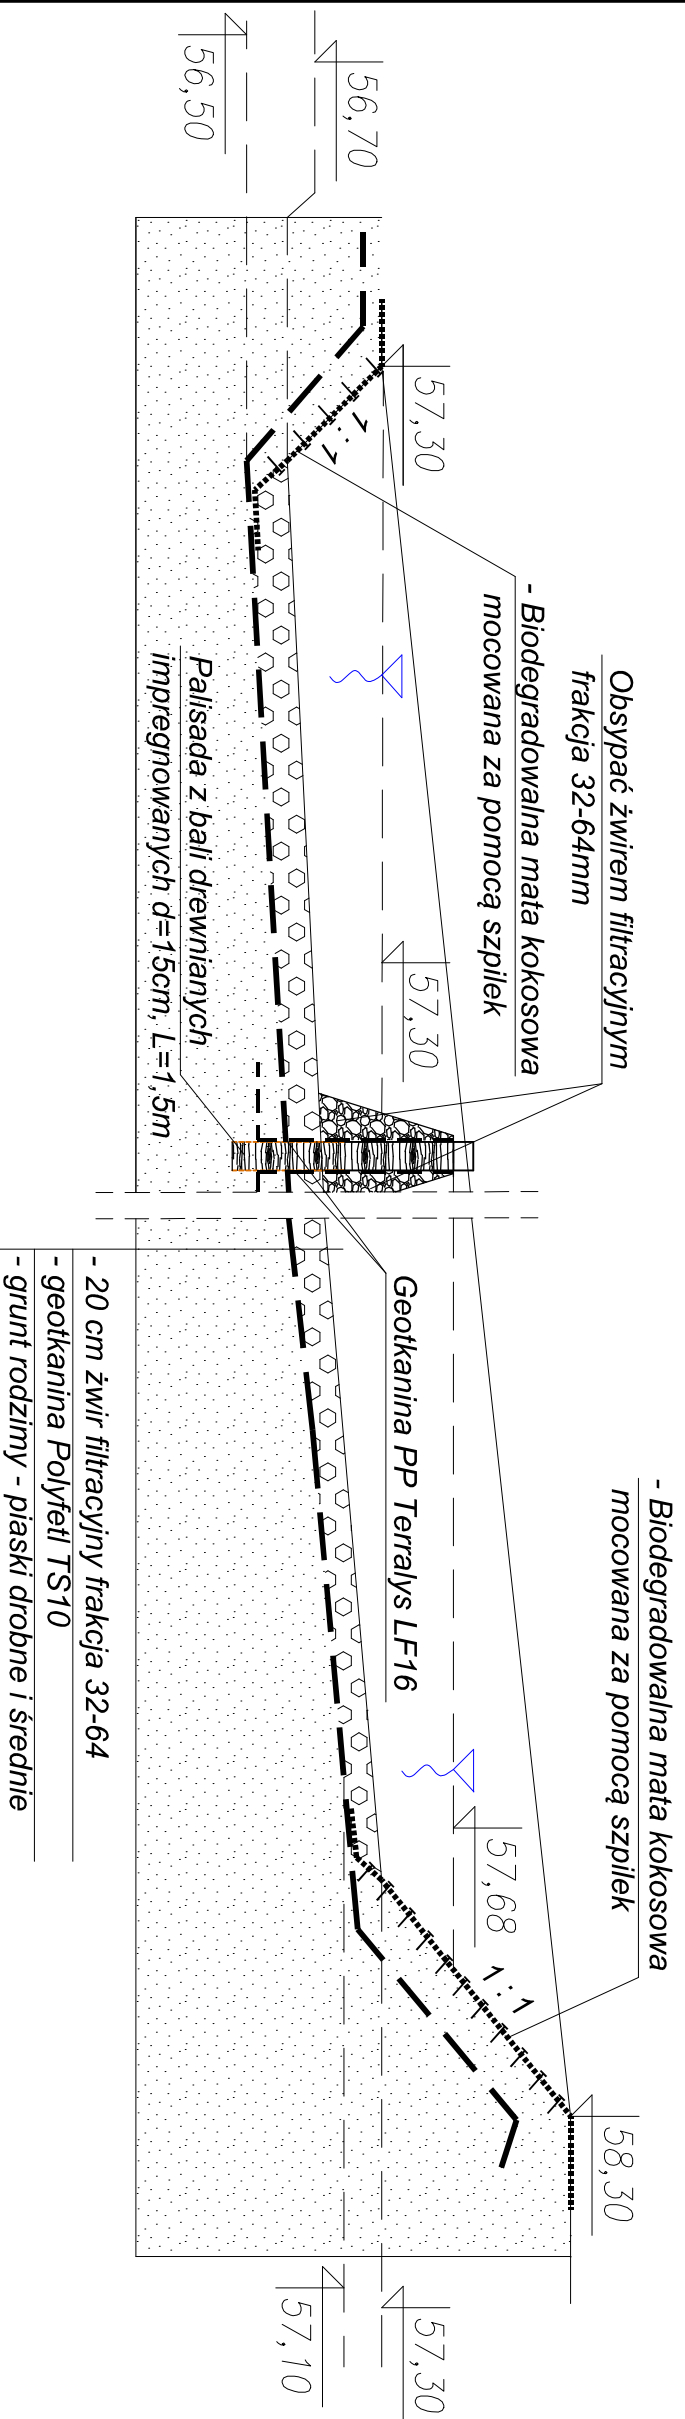 56,50
56,70
57,30
1:1
- Biodegradowalna mata kokosowa
mocowana za pomocą szpilek
Obsypać żwirem filtracyjnym
frakcja 32-64mm
57,30
Palisada z bali drewnianych
impregnowanych d=15cm, L=1,5m
Geotkanina PP Terralys LF16
- 20 cm żwir filtracyjny frakcja 32-64
- geotkanina Polyfetl TS10
- grunt rodzimy - piaski drobne i średnie
- Biodegradowalna mata kokosowa
mocowana za pomocą szpilek
57,68
1:1
58,30
57,10
57,30